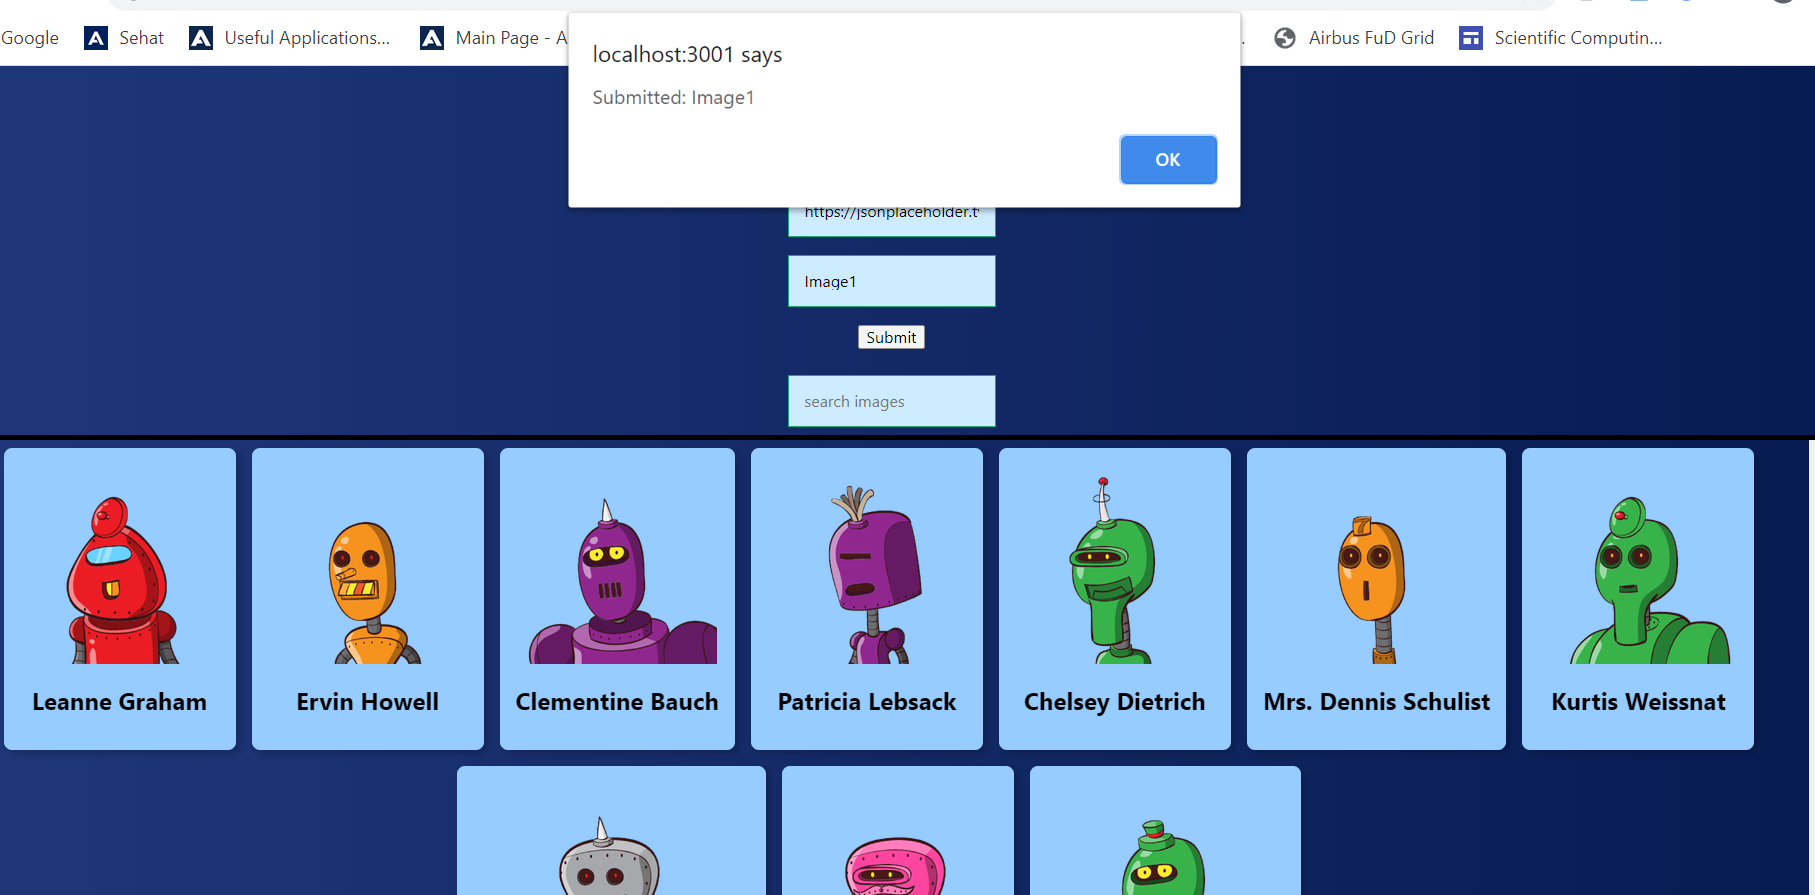 Google Sehat Useful Applications... Main Page - A . Airbus FuD Grid Scientific Computin...
localhost:3001 says
Submitted: Image1
OK
https://jsonplaceholder.t
Image1
Submit
search images
7
Leanne Graham Ervin Howell Clementine Bauch Patricia Lebsack Chelsey Dietrich Mrs. Dennis Schulist Kurtis Weissnat